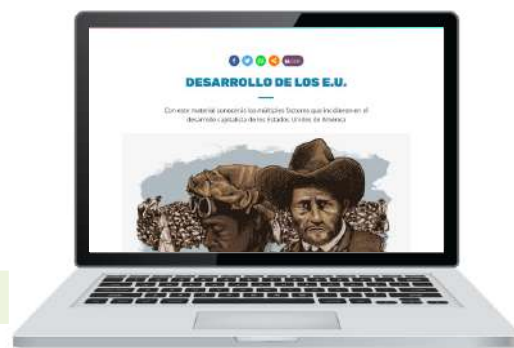 DESARROLLO DE LOS E.U.
Con este material conocerás los múltiples factores que incidieron en el
desarrollo capitalista de los Estados Unidos de América